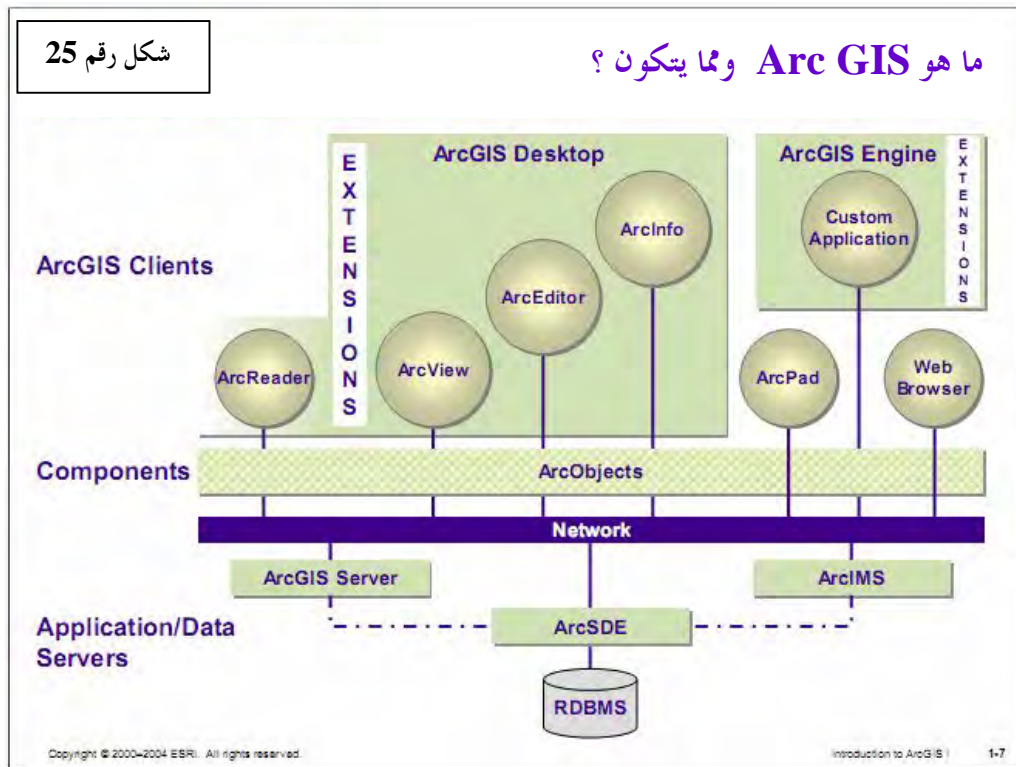 شكل رقم 25
ما هو Arc GIS ومما يتكون ؟
ArcGIS Desktop
ArcGIS Engine
EXTENSIONS
EXTENSIONS
ArcGIS Clients
ArcReader
ArcView
ArcEditor
ArcInfo
Custom
Application
ArcPad
Web
Browser
Components
ArcObjects
Network
ArcGIS Server
ArcIMS
Application/Data
Servers
ArcSDE
RDBMS
Copyright © 2000–2004 ESRI. All rights reserved.
Introduction to ArcGIS I
1-7